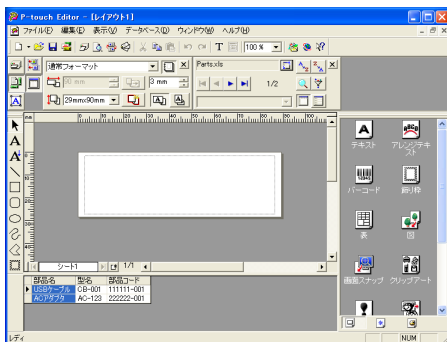 P-touch Editor - [レイアウト1]
ファイル(F) 編集(E) 表示(V) データベース(D) ウィンドウ(W) ヘルプ(H)
100 %
通常フォーマット
Parts.xls
3 mm
1/2
29mmx90mm
mm
テキスト
アレンジテキスト
バーコード
飾り枠
表
図
画面スナップ
クリップアート
シート1
1/1
部品名 型名 部品コード
USBケーブル CB-001 111111-001
ACアダプタ AC-123 222222-001
レディ
NUM